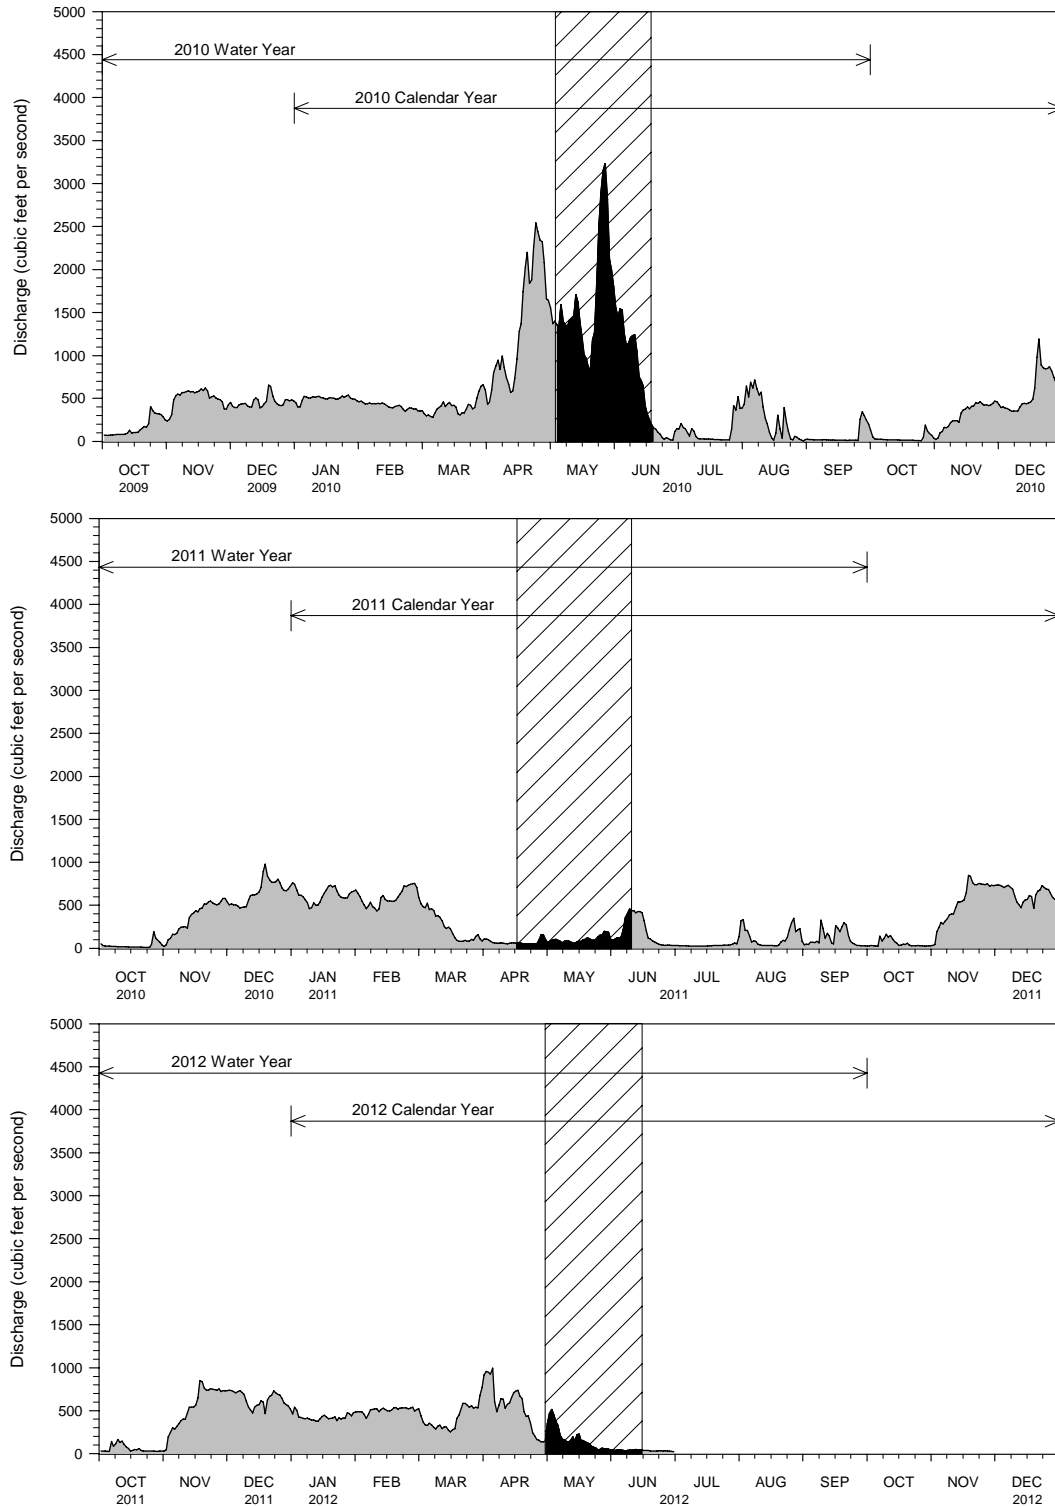 5000
4500
4000
3500
3000
2500
2000
1500
1000
500
0
Discharge (cubic feet per second)
2010 Water Year
2010 Calendar Year
OCT NOV DEC JAN FEB MAR APR MAY JUN JUL AUG SEP OCT NOV DEC
2009 2009 2010 2010 2010
5000
4500
4000
3500
3000
2500
2000
1500
1000
500
0
Discharge (cubic feet per second)
2011 Water Year
2011 Calendar Year
OCT NOV DEC JAN FEB MAR APR MAY JUN JUL AUG SEP OCT NOV DEC
2010 2010 2011 2011 2011
5000
4500
4000
3500
3000
2500
2000
1500
1000
500
0
Discharge (cubic feet per second)
2012 Water Year
2012 Calendar Year
OCT NOV DEC JAN FEB MAR APR MAY JUN JUL AUG SEP OCT NOV DEC
2011 2011 2012 2012 2012